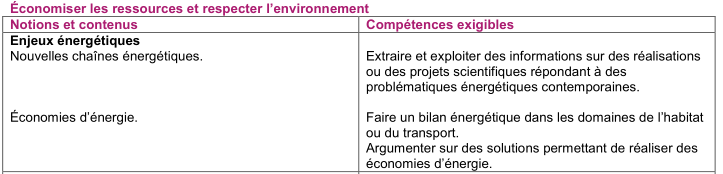 Économiser les ressources et respecter l'environnement
Notions et contenus
Compétences exigibles
Enjeux énergétiques
Nouvelles chaînes énergétiques.
Extraire et exploiter des informations sur des réalisations
ou des projets scientifiques répondant à des
problématiques énergétiques contemporaines.
Économies d'énergie.
Faire un bilan énergétique dans les domaines de l'habitat
ou du transport.
Argumenter sur des solutions permettant de réaliser des
économies d'énergie.